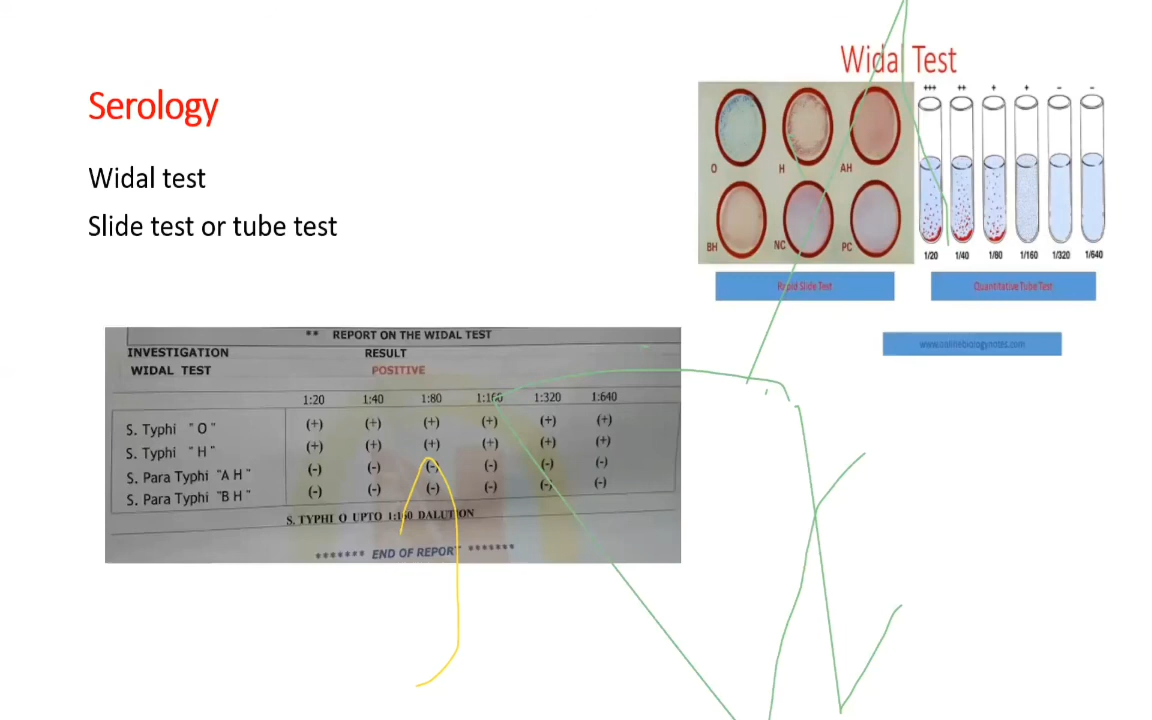 Widal Test
Serology
Widal test
Slide test or tube test
+++ ++ + + - -
O H AH
BH NC PC
1/20 1/40 1/80 1/160 1/320 1/640
Rapid Slide Test
Quantitative Tube Test
www.onlinebiologynotes.com
** REPORT ON THE WIDAL TEST
INVESTIGATION RESULT
WIDAL TEST POSITIVE
1:20 1:40 1:80 1:160 1:320 1:640
S. Typhi " O " (+) (+) (+) (+) (+) (+)
S. Typhi " H " (+) (+) (+) (+) (+) (+)
S. Para Typhi "A H " (-) (-) (-) (-) (-) (-)
S. Para Typhi "B H " (-) (-) (-) (-) (-) (-)
S. TYPHI O UPTO 1:160 DALUTION
******* END OF REPORT *******